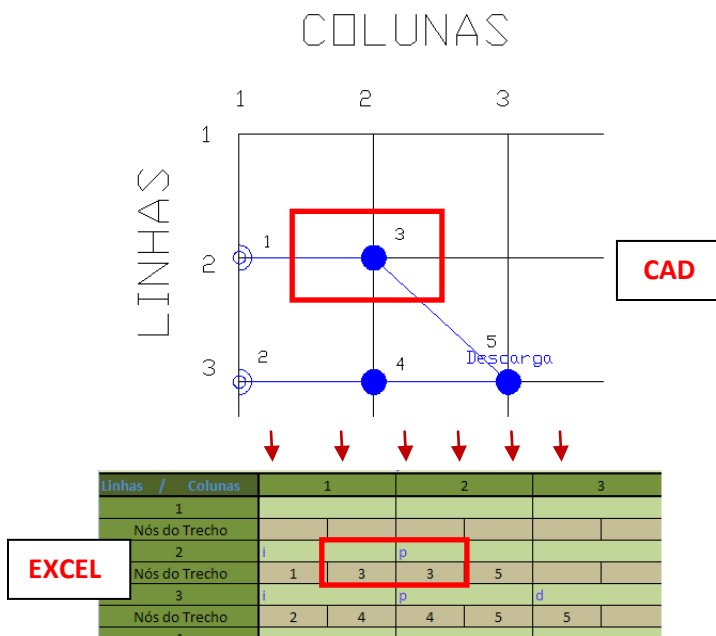 COLUNAS
1 2 3
1
LINHAS
1 3
2
CAD
5
2 Descarga
3 4
Linhas / Colunas 1 2 3
1
Nós do Trecho
2 i p
EXCEL
Nós do Trecho 1 3 3 5
3 i p d
Nós do Trecho 2 4 4 5 5